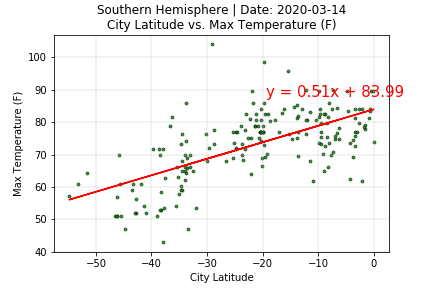 Southern Hemisphere | Date: 2020-03-14
City Latitude vs. Max Temperature (F)
y = 0.51x + 83.99
Max Temperature (F)
100
90
80
70
60
50
40
−50
−40
−30
−20
−10
0
City Latitude